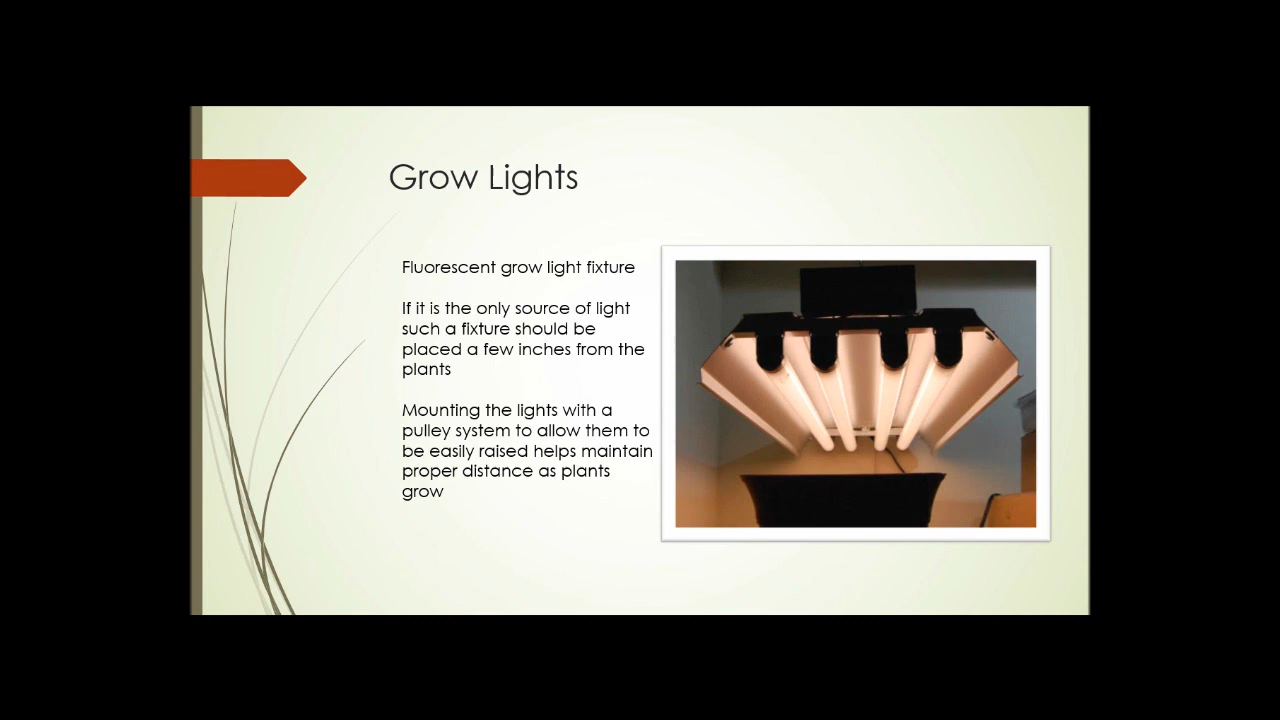 Grow Lights
Fluorescent grow light fixture
If it is the only source of light
such a fixture should be
placed a few inches from the
plants
Mounting the lights with a
pulley system to allow them to
be easily raised helps maintain
proper distance as plants
grow